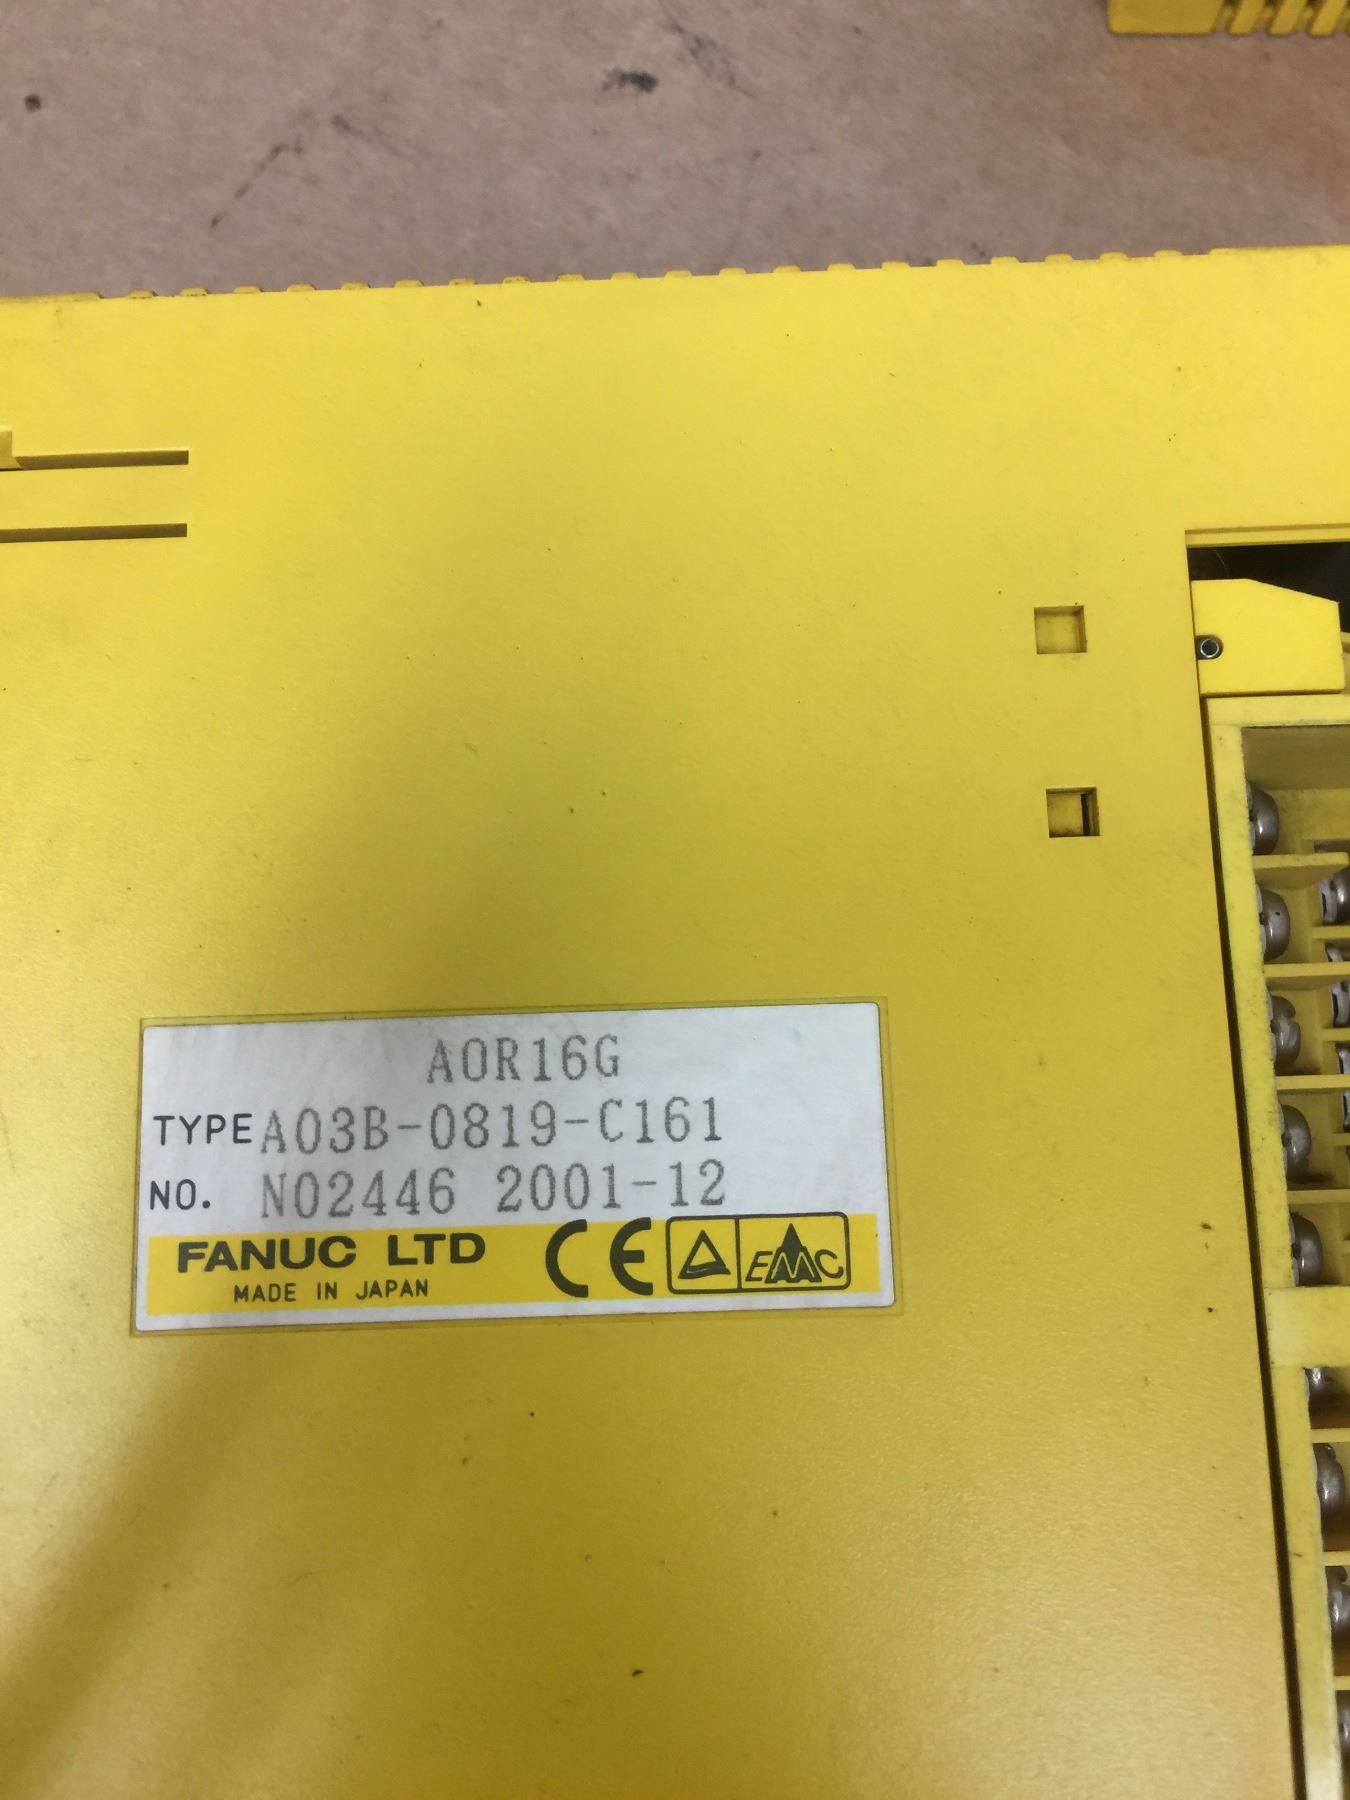 AOR16G
TYPE A03B-0819-C161
NO. N02446 2001-12
FANUC LTD CE EMC
MADE IN JAPAN